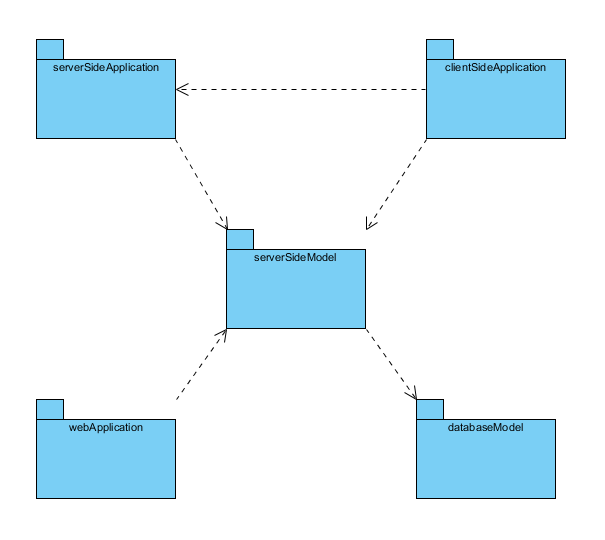 serverSideApplication
clientSideApplication
serverSideModel
webApplication
databaseModel